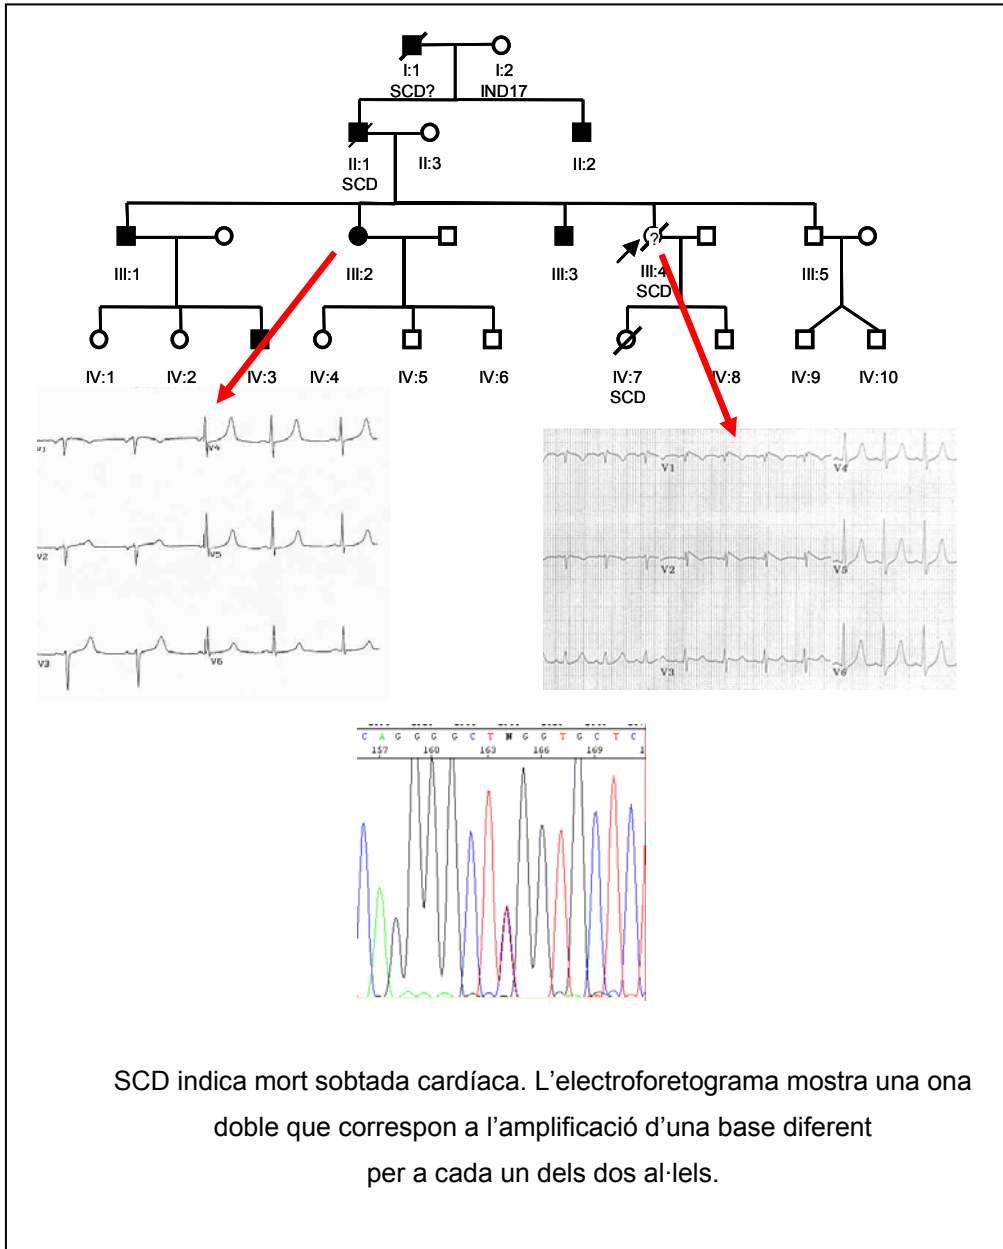 I:1 I:2
SCD? IND17
II:1 II:3 II:2
SCD
?
III:1 III:2 III:3 III:4 III:5
SCD
IV:1 IV:2 IV:3 IV:4 IV:5 IV:6 IV:7 IV:8 IV:9 IV:10
SCD
V4
V2 V5
V3 V6
V1 V4
V2 V5
V3 V6
C A G G G G C T N G G T G C T C
157 160 163 166 169 1
SCD indica mort sobtada cardíaca. L'electroforetograma mostra una ona
doble que correspon a l'amplificació d'una base diferent
per a cada un dels dos al·lels.